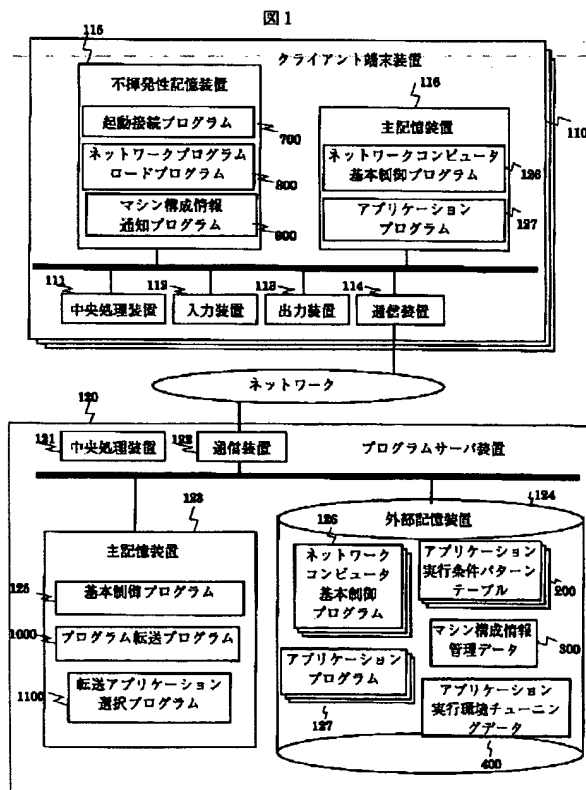 図1
115
クライアント端末装置
116
110
不揮発性記憶装置
起動接続プログラム
700
ネットワークプログラム
ロードプログラム
800
マシン構成情報
通知プログラム
900
主記憶装置
ネットワークコンピュータ
基本制御プログラム
126
アプリケーション
プログラム
127
111
中央処理装置
112
入力装置
113
出力装置
114
通信装置
ネットワーク
120
121
中央処理装置
122
通信装置
プログラムサーバ装置
123
主記憶装置
125
基本制御プログラム
1000
プログラム転送プログラム
1100
転送アプリケーション
選択プログラム
124
外部記憶装置
126
ネットワーク
コンピュータ
基本制御
プログラム
アプリケーション
実行条件パターン
テーブル
200
マシン構成情報
管理データ
300
アプリケーション
プログラム
127
アプリケーション
実行環境チューニン
グデータ
400